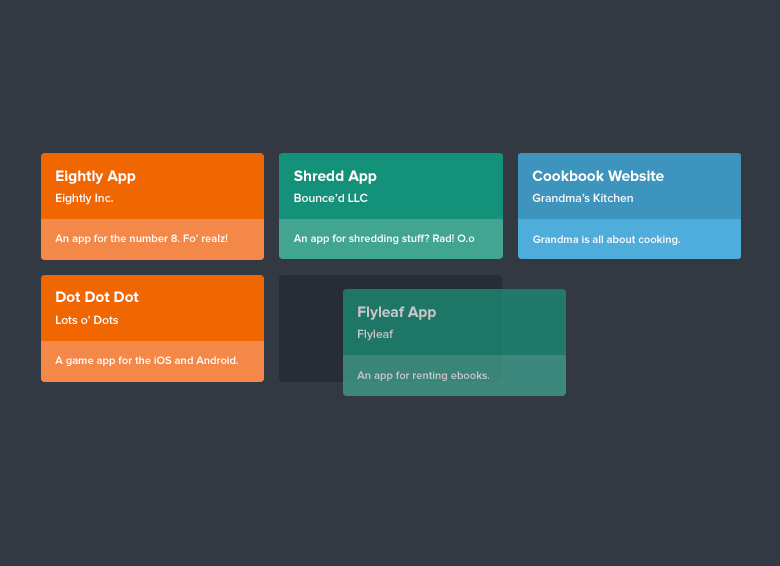 Eightly App
Eightly Inc.
An app for the number 8. Fo’ realz!
Shredd App
Bounce’d LLC
An app for shredding stuff? Rad! O.o
Cookbook Website
Grandma’s Kitchen
Grandma is all about cooking.
Dot Dot Dot
Lots o’ Dots
A game app for the iOS and Android.
Flyleaf App
Flyleaf
An app for renting ebooks.